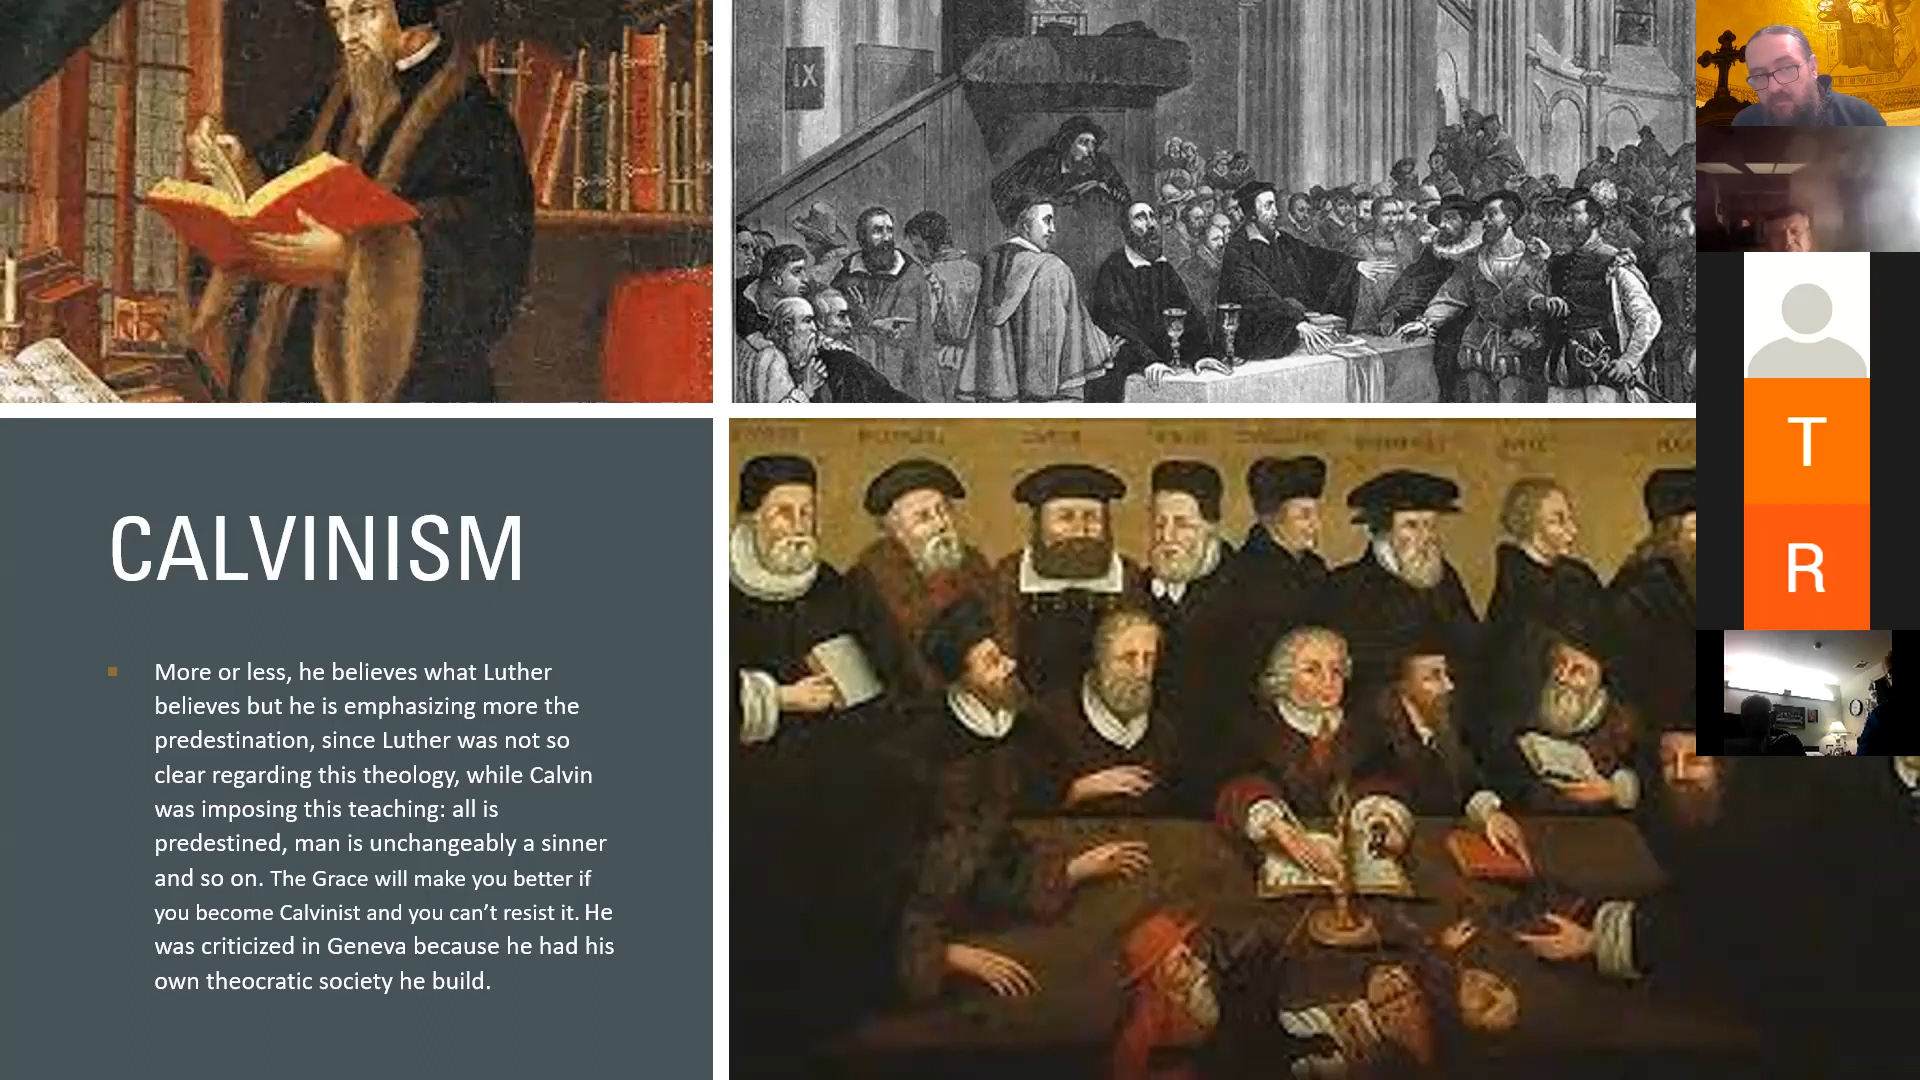 IX
CALVINISM
More or less, he believes what Luther
believes but he is emphasizing more the
predestination, since Luther was not so
clear regarding this theology, while Calvin
was imposing this teaching: all is
predestined, man is unchangeably a sinner
and so on. The Grace will make you better if
you become Calvinist and you can’t resist it. He
was criticized in Geneva because he had his
own theocratic society he build.
T
R